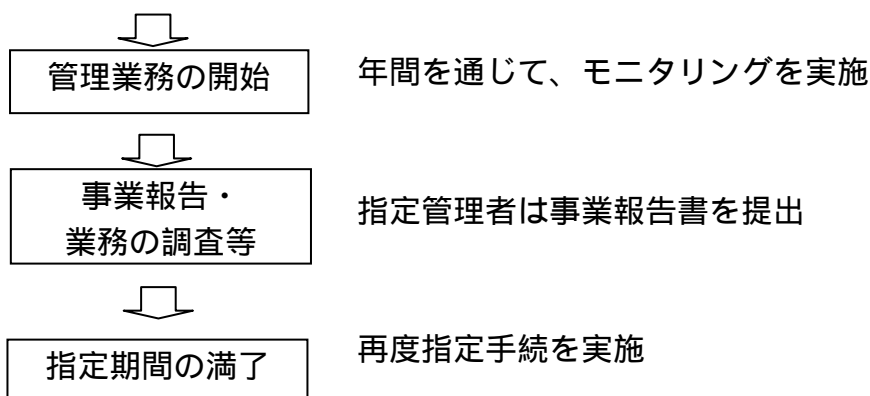 管理業務の開始
年間を通じて、モニタリングを実施
事業報告・
業務の調査等
指定管理者は事業報告書を提出
指定期間の満了
再度指定手続を実施